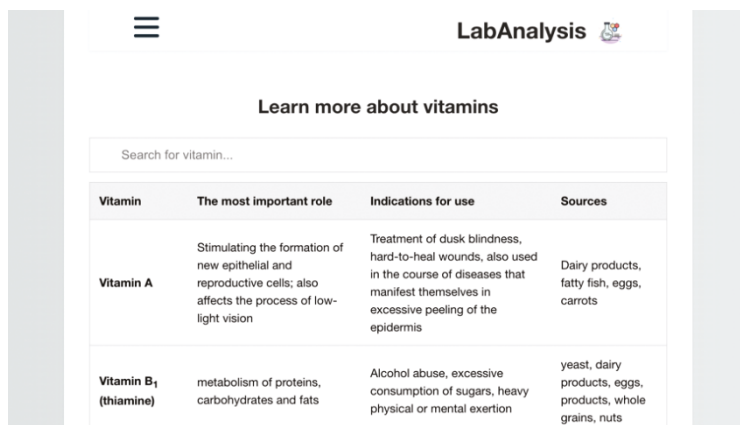 LabAnalysis
Learn more about vitamins
Search for vitamin...
Vitamin The most important role Indications for use Sources
Vitamin A
Stimulating the formation of
new epithelial and
reproductive cells; also
affects the process of low-
light vision
Treatment of dusk blindness,
hard-to-heal wounds, also used
in the course of diseases that
manifest themselves in
excessive peeling of the
epidermis
Dairy products,
fatty fish, eggs,
carrots
Vitamin B₁
(thiamine)
metabolism of proteins,
carbohydrates and fats
Alcohol abuse, excessive
consumption of sugars, heavy
physical or mental exertion
yeast, dairy
products, eggs,
products, whole
grains, nuts